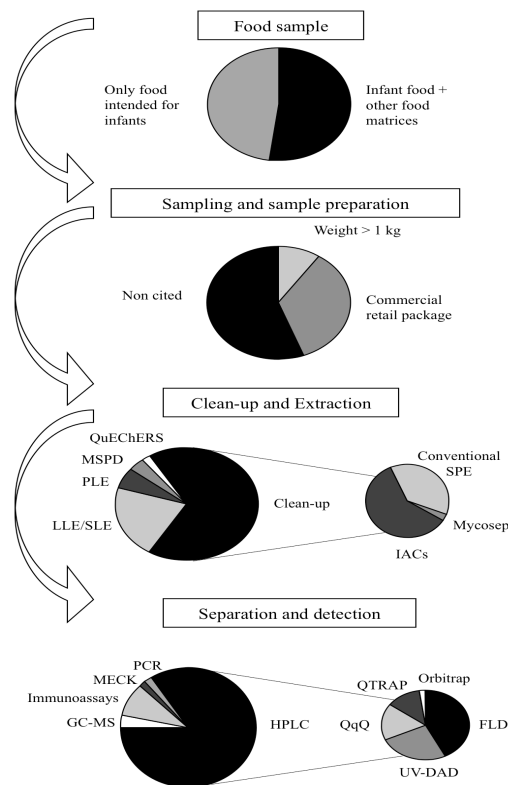 Food sample
Only food
intended for
infants
Infant food +
other food
matrices
Sampling and sample preparation
Weight > 1 kg
Non cited
Commercial
retail package
Clean-up and Extraction
QuEChERS
MSPD
PLE
LLE/SLE
Clean-up
Conventional
SPE
Mycosep
IACs
Separation and detection
PCR
MECK
Immunoassays
GC-MS
HPLC
QTRAP
Orbitrap
QqQ
FLD
UV-DAD